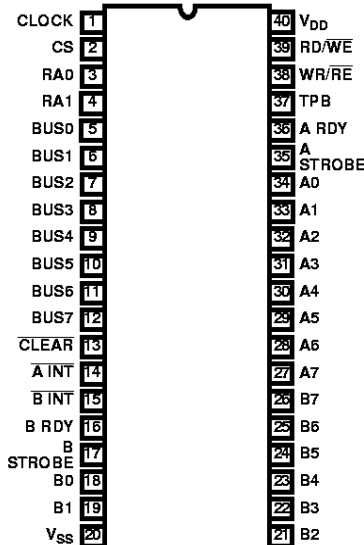 CLOCK 1 40 VDD
CS 2 39 RD/WE
RA0 3 38 WR/RE
RA1 4 37 TPB
BUS0 5 36 A RDY
BUS1 6 35 A STROBE
BUS2 7 34 A0
BUS3 8 33 A1
BUS4 9 32 A2
BUS5 10 31 A3
BUS6 11 30 A4
BUS7 12 29 A5
CLEAR 13 28 A6
A INT 14 27 A7
B INT 15 26 B7
B RDY 16 25 B6
B STROBE 17 24 B5
B0 18 23 B4
B1 19 22 B3
VSS 20 21 B2